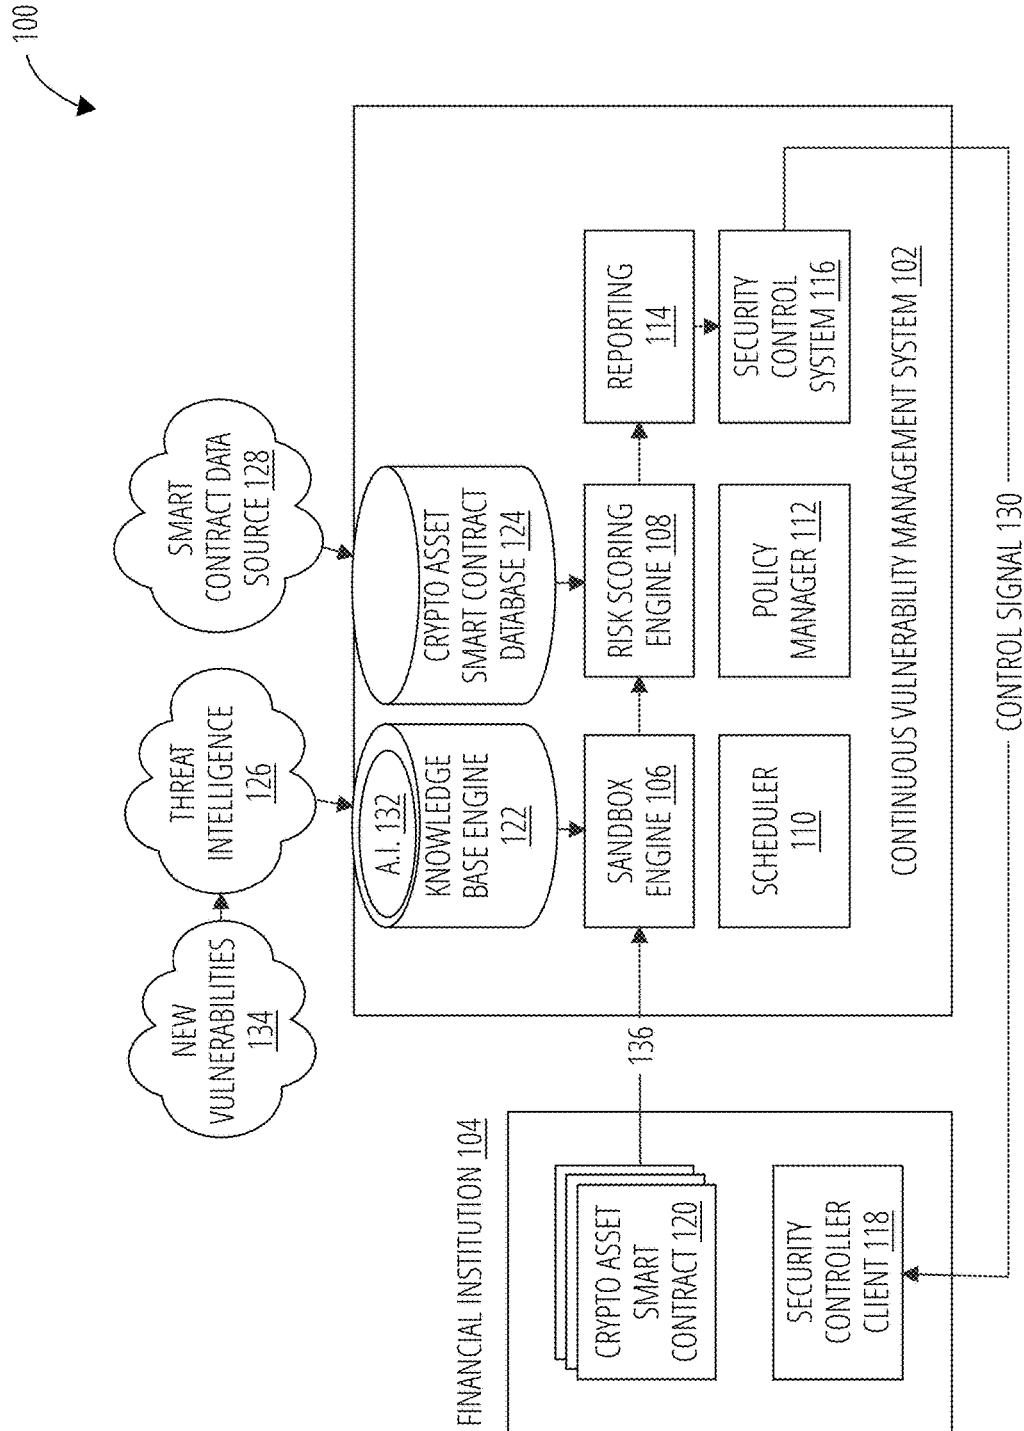 100
NEW
VULNERABILITIES
134
THREAT
INTELLIGENCE
126
SMART
CONTRACT DATA
SOURCE 128
FINANCIAL INSTITUTION 104
CRYPTO ASSET
SMART
CONTRACT 120
SECURITY
CONTROLLER
CLIENT 118
136
A.I. 132
KNOWLEDGE
BASE ENGINE
122
CRYPTO ASSET
SMART CONTRACT
DATABASE 124
SANDBOX
ENGINE 106
RISK SCORING
ENGINE 108
REPORTING
114
SCHEDULER
110
POLICY
MANAGER 112
SECURITY
CONTROL
SYSTEM 116
CONTINUOUS VULNERABILITY MANAGEMENT SYSTEM 102
CONTROL SIGNAL 130